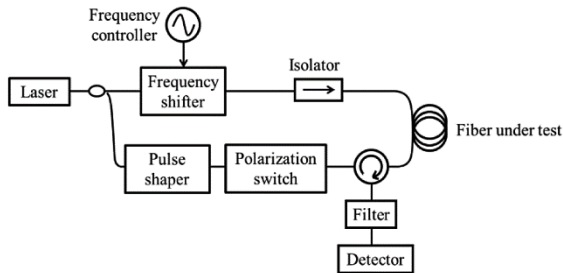 Frequency
controller
Laser
Frequency
shifter
Isolator
Fiber under test
Pulse
shaper
Polarization
switch
Filter
Detector